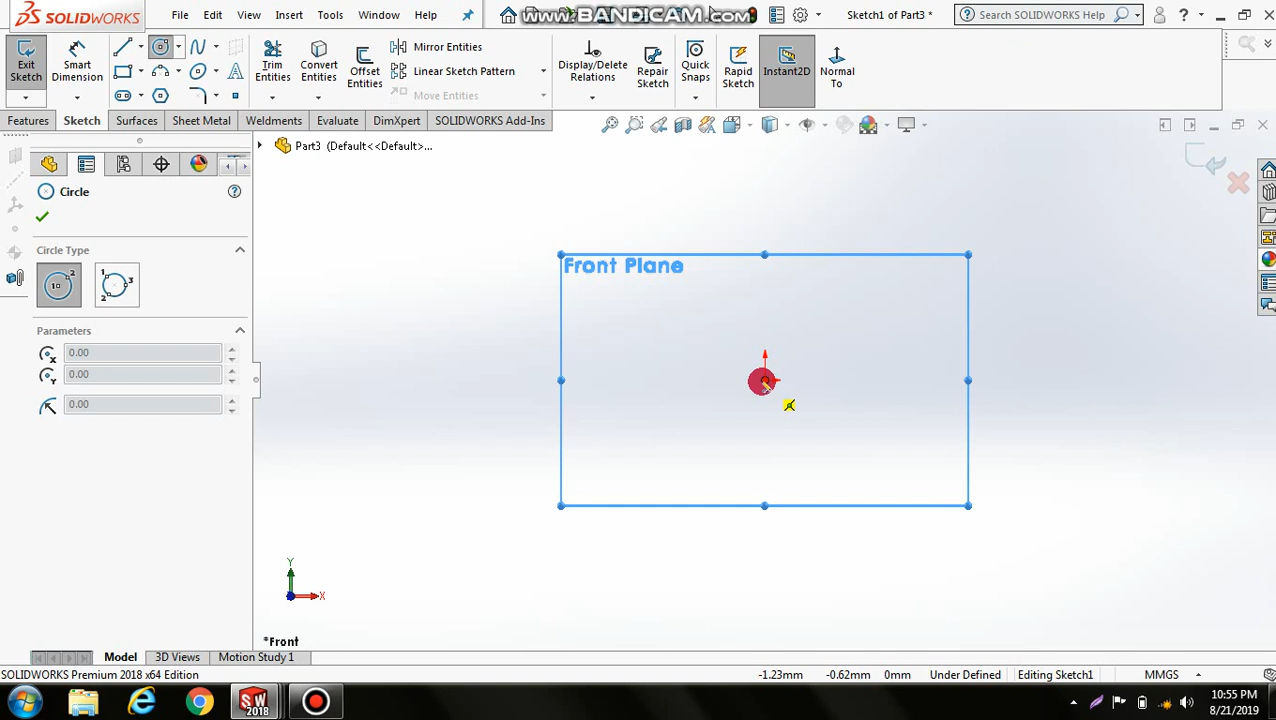 SOLIDWORKS File Edit View Insert Tools Window Help www.BANDICAM.com Sketch1 of Part3 * Search SOLIDWORKS Help ?
Exit Sketch
Smart Dimension
Trim Entities
Convert Entities
Offset Entities
Mirror Entities
Linear Sketch Pattern
Move Entities
Display/Delete Relations
Repair Sketch
Quick Snaps
Rapid Sketch
Instant2D
Normal To
Features Sketch Surfaces Sheet Metal Weldments Evaluate DimXpert SOLIDWORKS Add-Ins
Part3 (Default<<Default>...
Circle ?
Circle Type
Parameters
0.00
0.00
0.00
Front Plane
Y
X
*Front
Model 3D Views Motion Study 1
SOLIDWORKS Premium 2018 x64 Edition -1.23mm -0.62mm 0mm Under Defined Editing Sketch1 MMGS
SW 2018
10:55 PM
8/21/2019